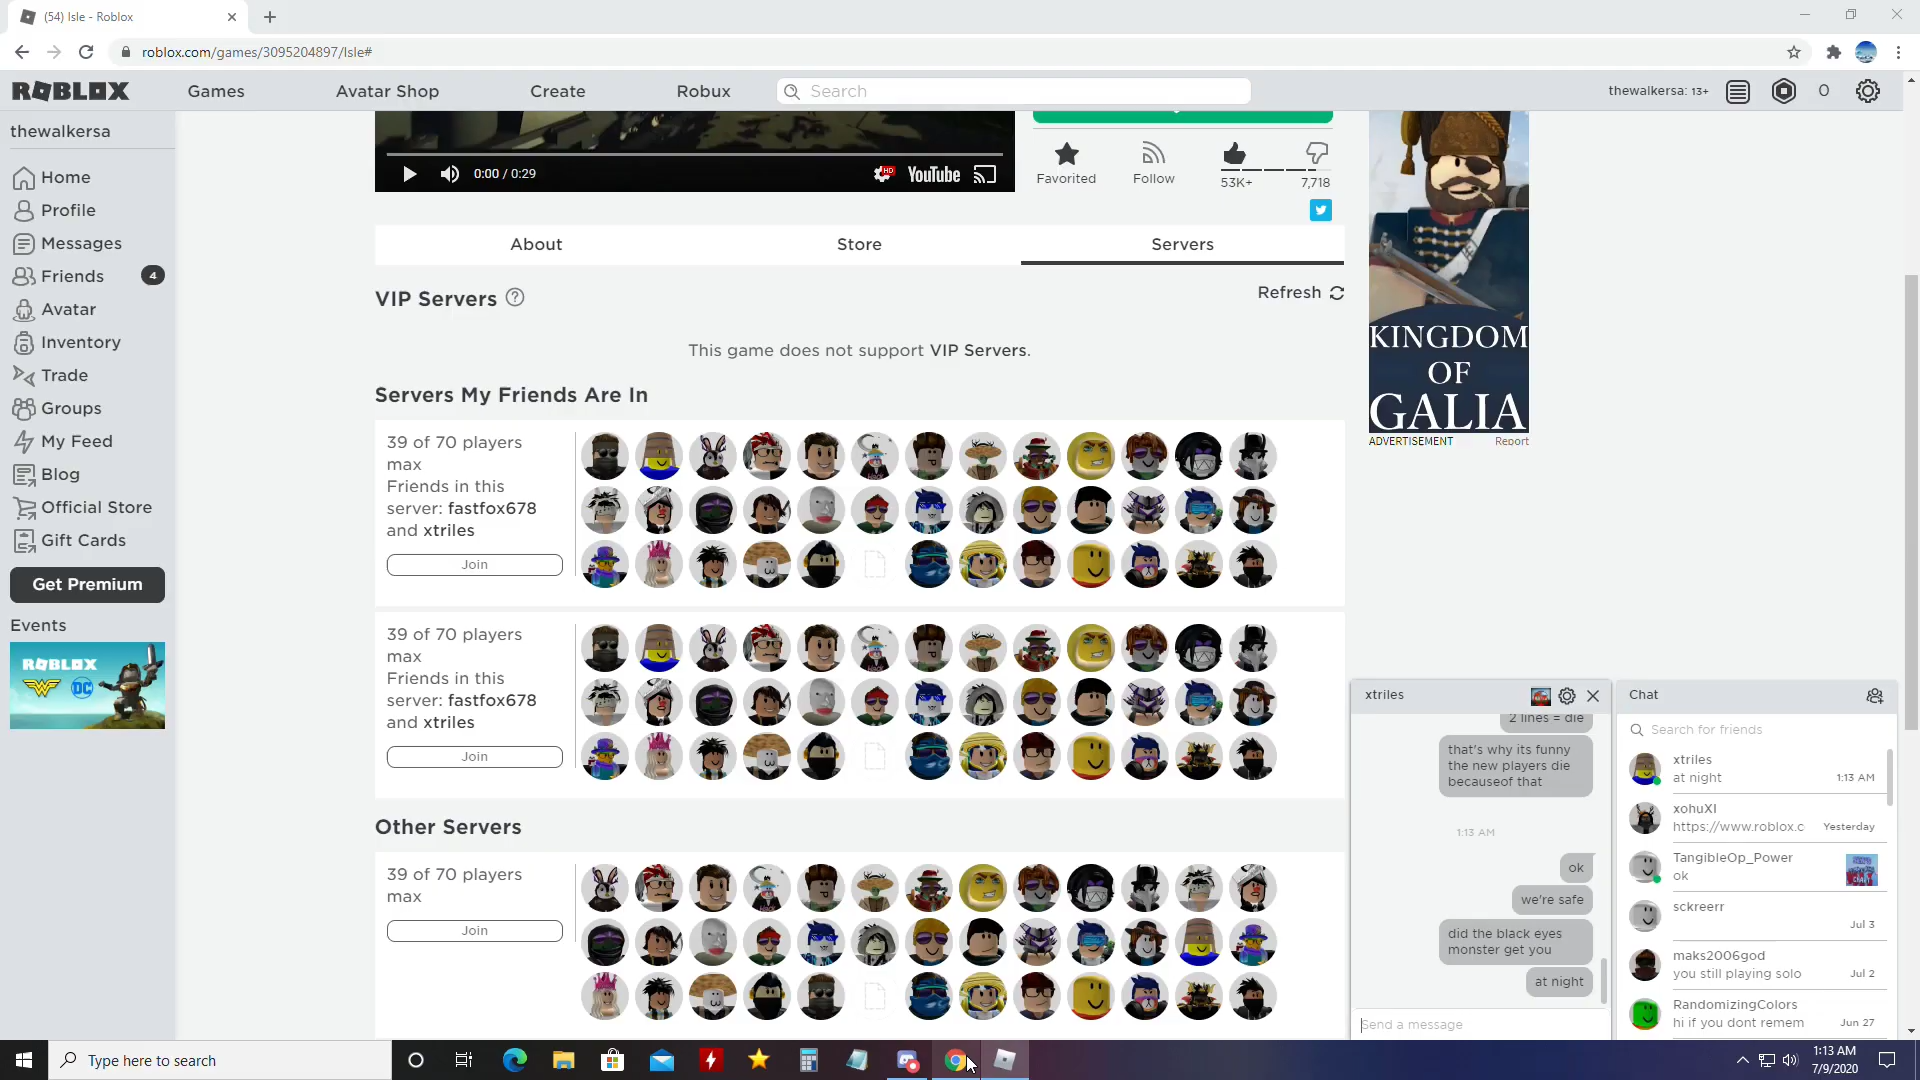 (54) Isle - Roblox
roblox.com/games/3095204897/Isle#
ROBLOX
Games
Avatar Shop
Create
Robux
Search
thewalkersa: 13+
0
thewalkersa
Home
Profile
Messages
Friends
4
Avatar
Inventory
Trade
Groups
My Feed
Blog
Official Store
Gift Cards
Get Premium
Events
ROBLOX
DC
0:00 / 0:29
HD
YouTube
Favorited
Follow
53K+
7,718
About
Store
Servers
VIP Servers
Refresh
This game does not support VIP Servers.
Servers My Friends Are In
39 of 70 players
max
Friends in this
server: fastfox678
and xtriles
Join
39 of 70 players
max
Friends in this
server: fastfox678
and xtriles
Join
Other Servers
39 of 70 players
max
Join
KINGDOM
OF
GALIA
ADVERTISEMENT
Report
xtriles
2 lines = die
that's why its funny
the new players die
becauseof that
1:13 AM
ok
we're safe
did the black eyes
monster get you
at night
Send a message
Chat
Search for friends
xtriles
at night
1:13 AM
xohuXI
https://www.roblox.c
Yesterday
TangibleOp_Power
ok
sckreerr
Jul 3
maks2006god
you still playing solo
Jul 2
RandomizingColors
hi if you dont remem
Jun 27
Type here to search
1:13 AM
7/9/2020